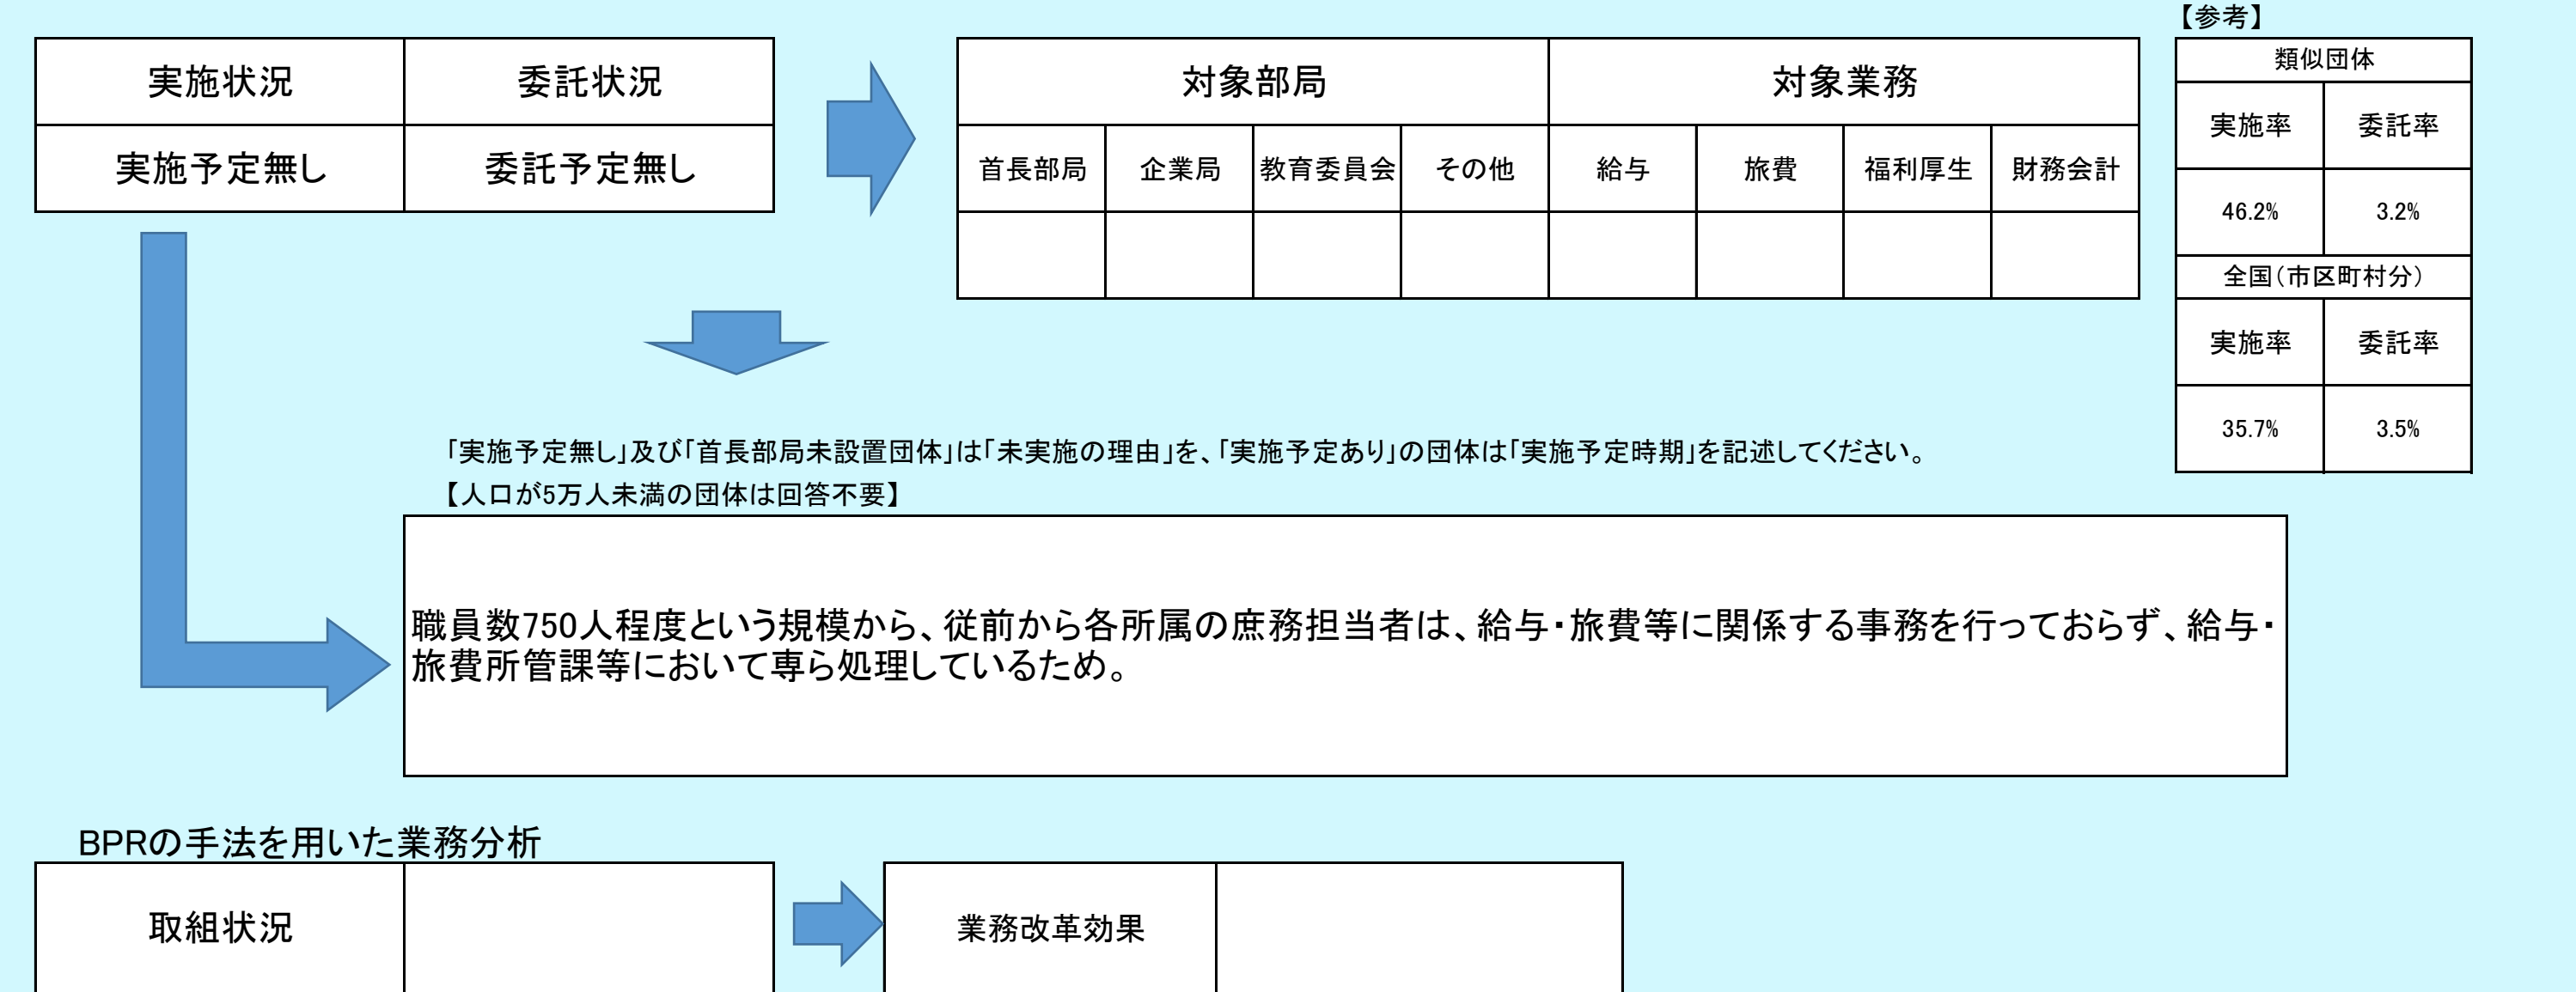 【参考】
実施状況 委託状況
実施予定無し 委託予定無し
対象部局 対象業務
首長部局 企業局 教育委員会 その他 給与 旅費 福利厚生 財務会計
類似団体
実施率 委託率
46.2% 3.2%
全国(市区町村分)
実施率 委託率
35.7% 3.5%
「実施予定無し」及び「首長部局未設置団体」は「未実施の理由」を、「実施予定あり」の団体は「実施予定時期」を記述してください。
【人口が5万人未満の団体は回答不要】
職員数750人程度という規模から、従前から各所属の庶務担当者は、給与・旅費等に関係する事務を行っておらず、給与・
旅費所管課等において専ら処理しているため。
BPRの手法を用いた業務分析
取組状況
業務改革効果